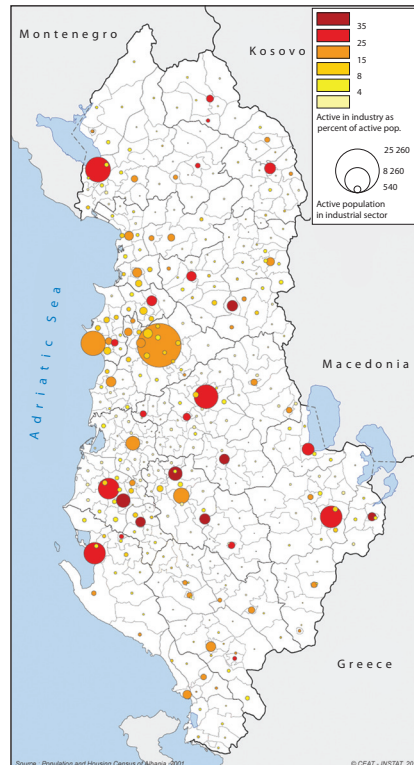 Montenegro
Kosovo
35
25
15
8
4
Active in industry as
percent of active pop.
25 260
8 260
540
Active population
in industrial sector
Adriatic Sea
Macedonia
Greece
Source : Population and Housing Census of Albania, 2001
© CEAT - INSTAT, 20